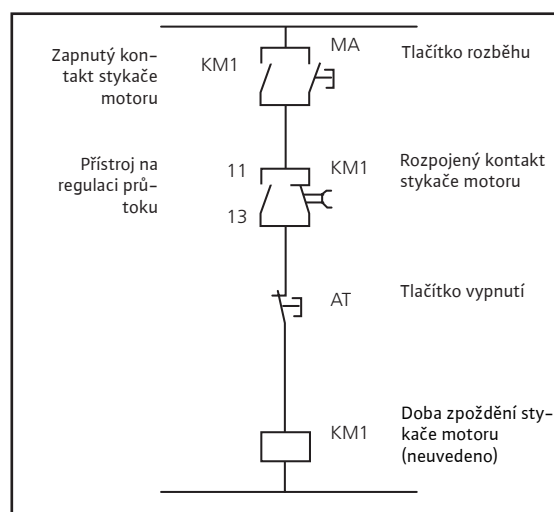 Zapnutý kon-
takt stykače
motoru
KM1
MA
Tlačítko rozběhu
Přístroj na
regulaci prů-
toku
11
13
KM1
Rozpojený kontakt
stykače motoru
AT
Tlačítko vypnutí
KM1
Doba zpoždění sty-
kače motoru
(neuvedeno)